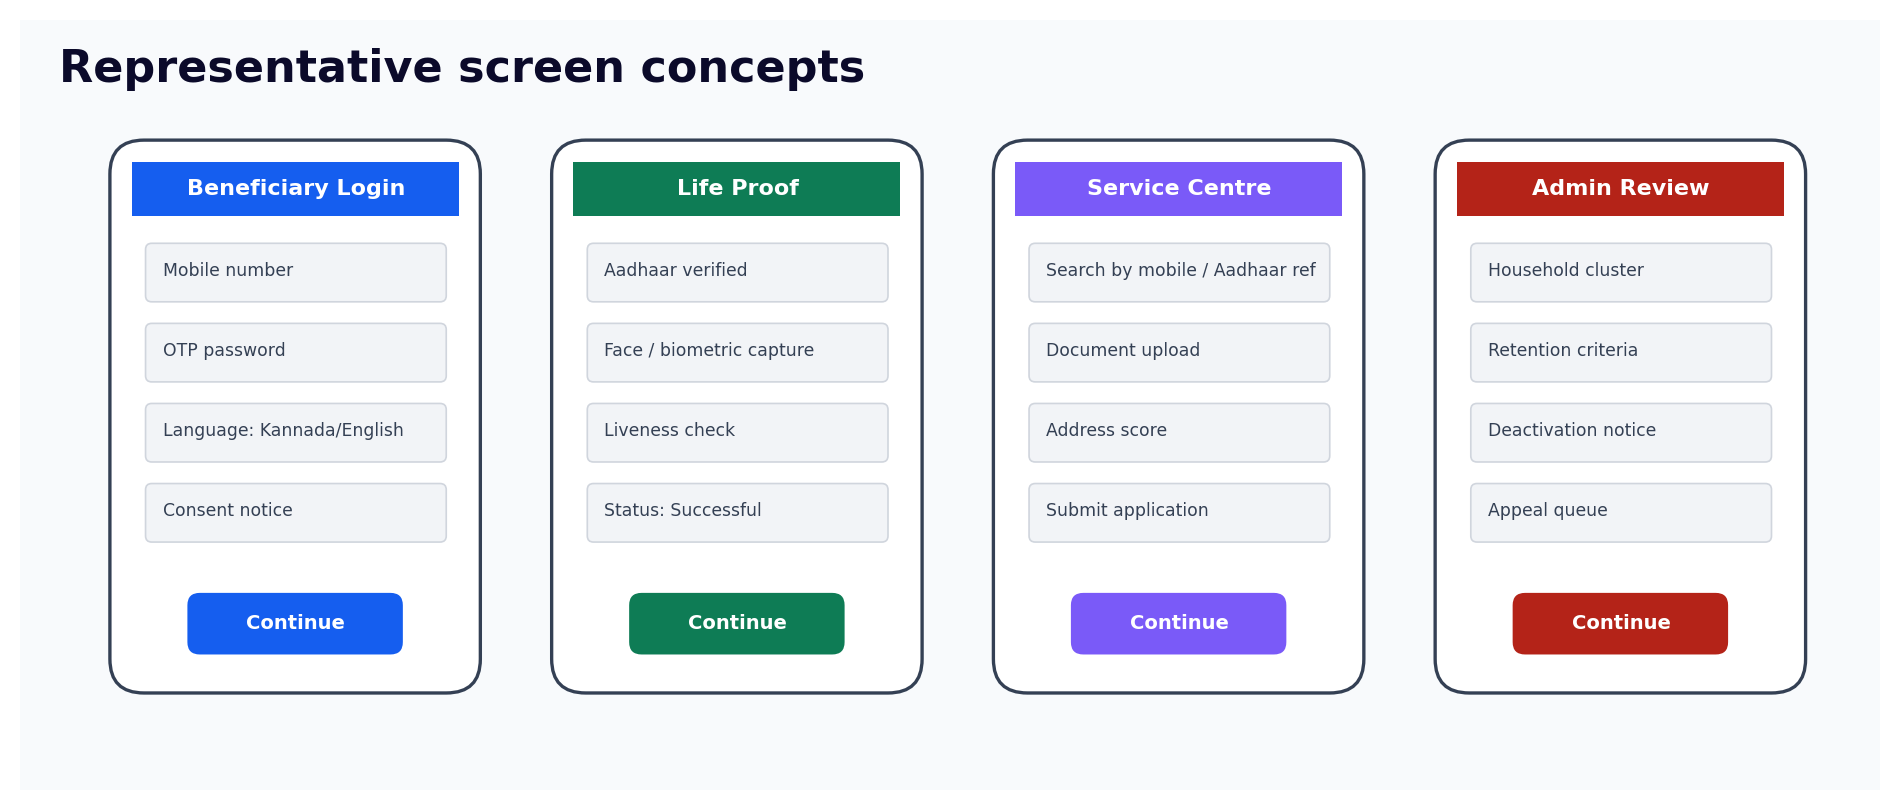 Representative screen concepts
Beneficiary Login
Mobile number
OTP password
Language: Kannada/English
Consent notice
Continue
Life Proof
Aadhaar verified
Face / biometric capture
Liveness check
Status: Successful
Continue
Service Centre
Search by mobile / Aadhaar ref
Document upload
Address score
Submit application
Continue
Admin Review
Household cluster
Retention criteria
Deactivation notice
Appeal queue
Continue